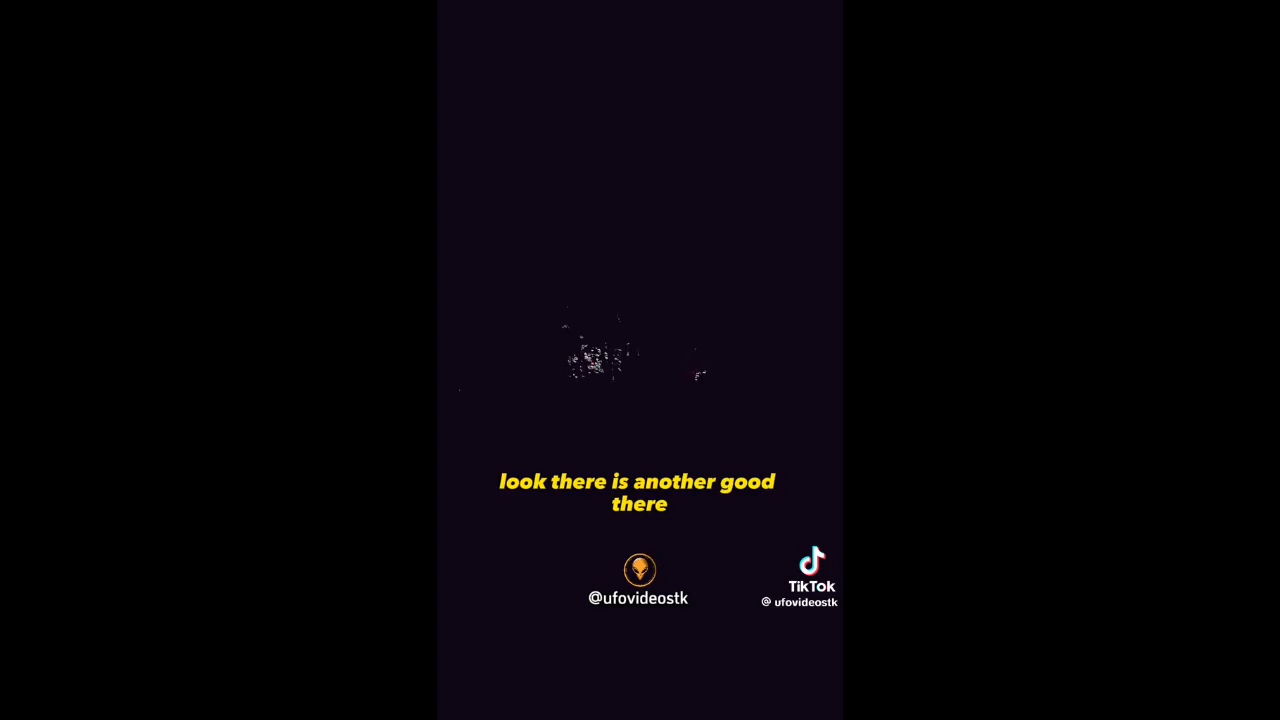 look there is another good
there
@ufovideostk
TikTok
@ ufovideostk